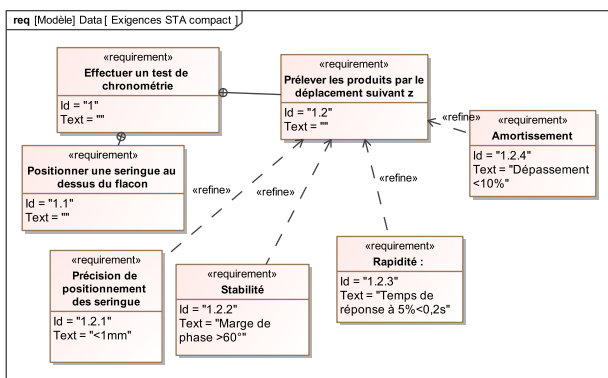 req [Modèle] Data [ Exigences STA compact ]
«requirement»
Effectuer un test de
chronométrie
Id = "1"
Text = ""
«requirement»
Prélever les produits par le
déplacement suivant z
Id = "1.2"
Text = ""
«refine»
«requirement»
Amortissement
Id = "1.2.4"
Text = "Dépassement
<10%"
«requirement»
Positionner une seringue au
dessus du flacon
Id = "1.1"
Text = ""
«refine»
«refine»
«refine»
«requirement»
Précision de
positionnement
des seringue
Id = "1.2.1"
Text = "<1mm"
«requirement»
Stabilité
Id = "1.2.2"
Text = "Marge de
phase >60°"
«requirement»
Rapidité :
Id = "1.2.3"
Text = "Temps de
réponse à 5%<0,2s"